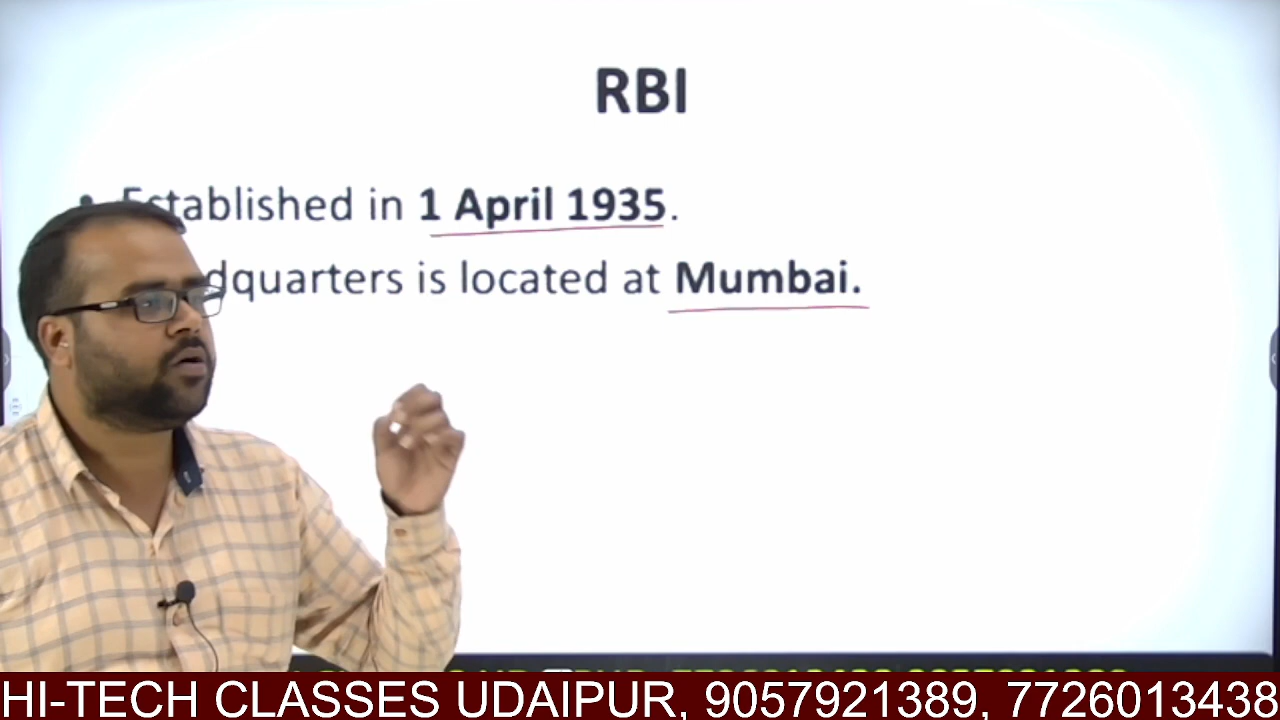 RBI
• Established in 1 April 1935.
dquarters is located at Mumbai.
HI-TECH CLASSES UDAIPUR, 9057921389, 7726013438